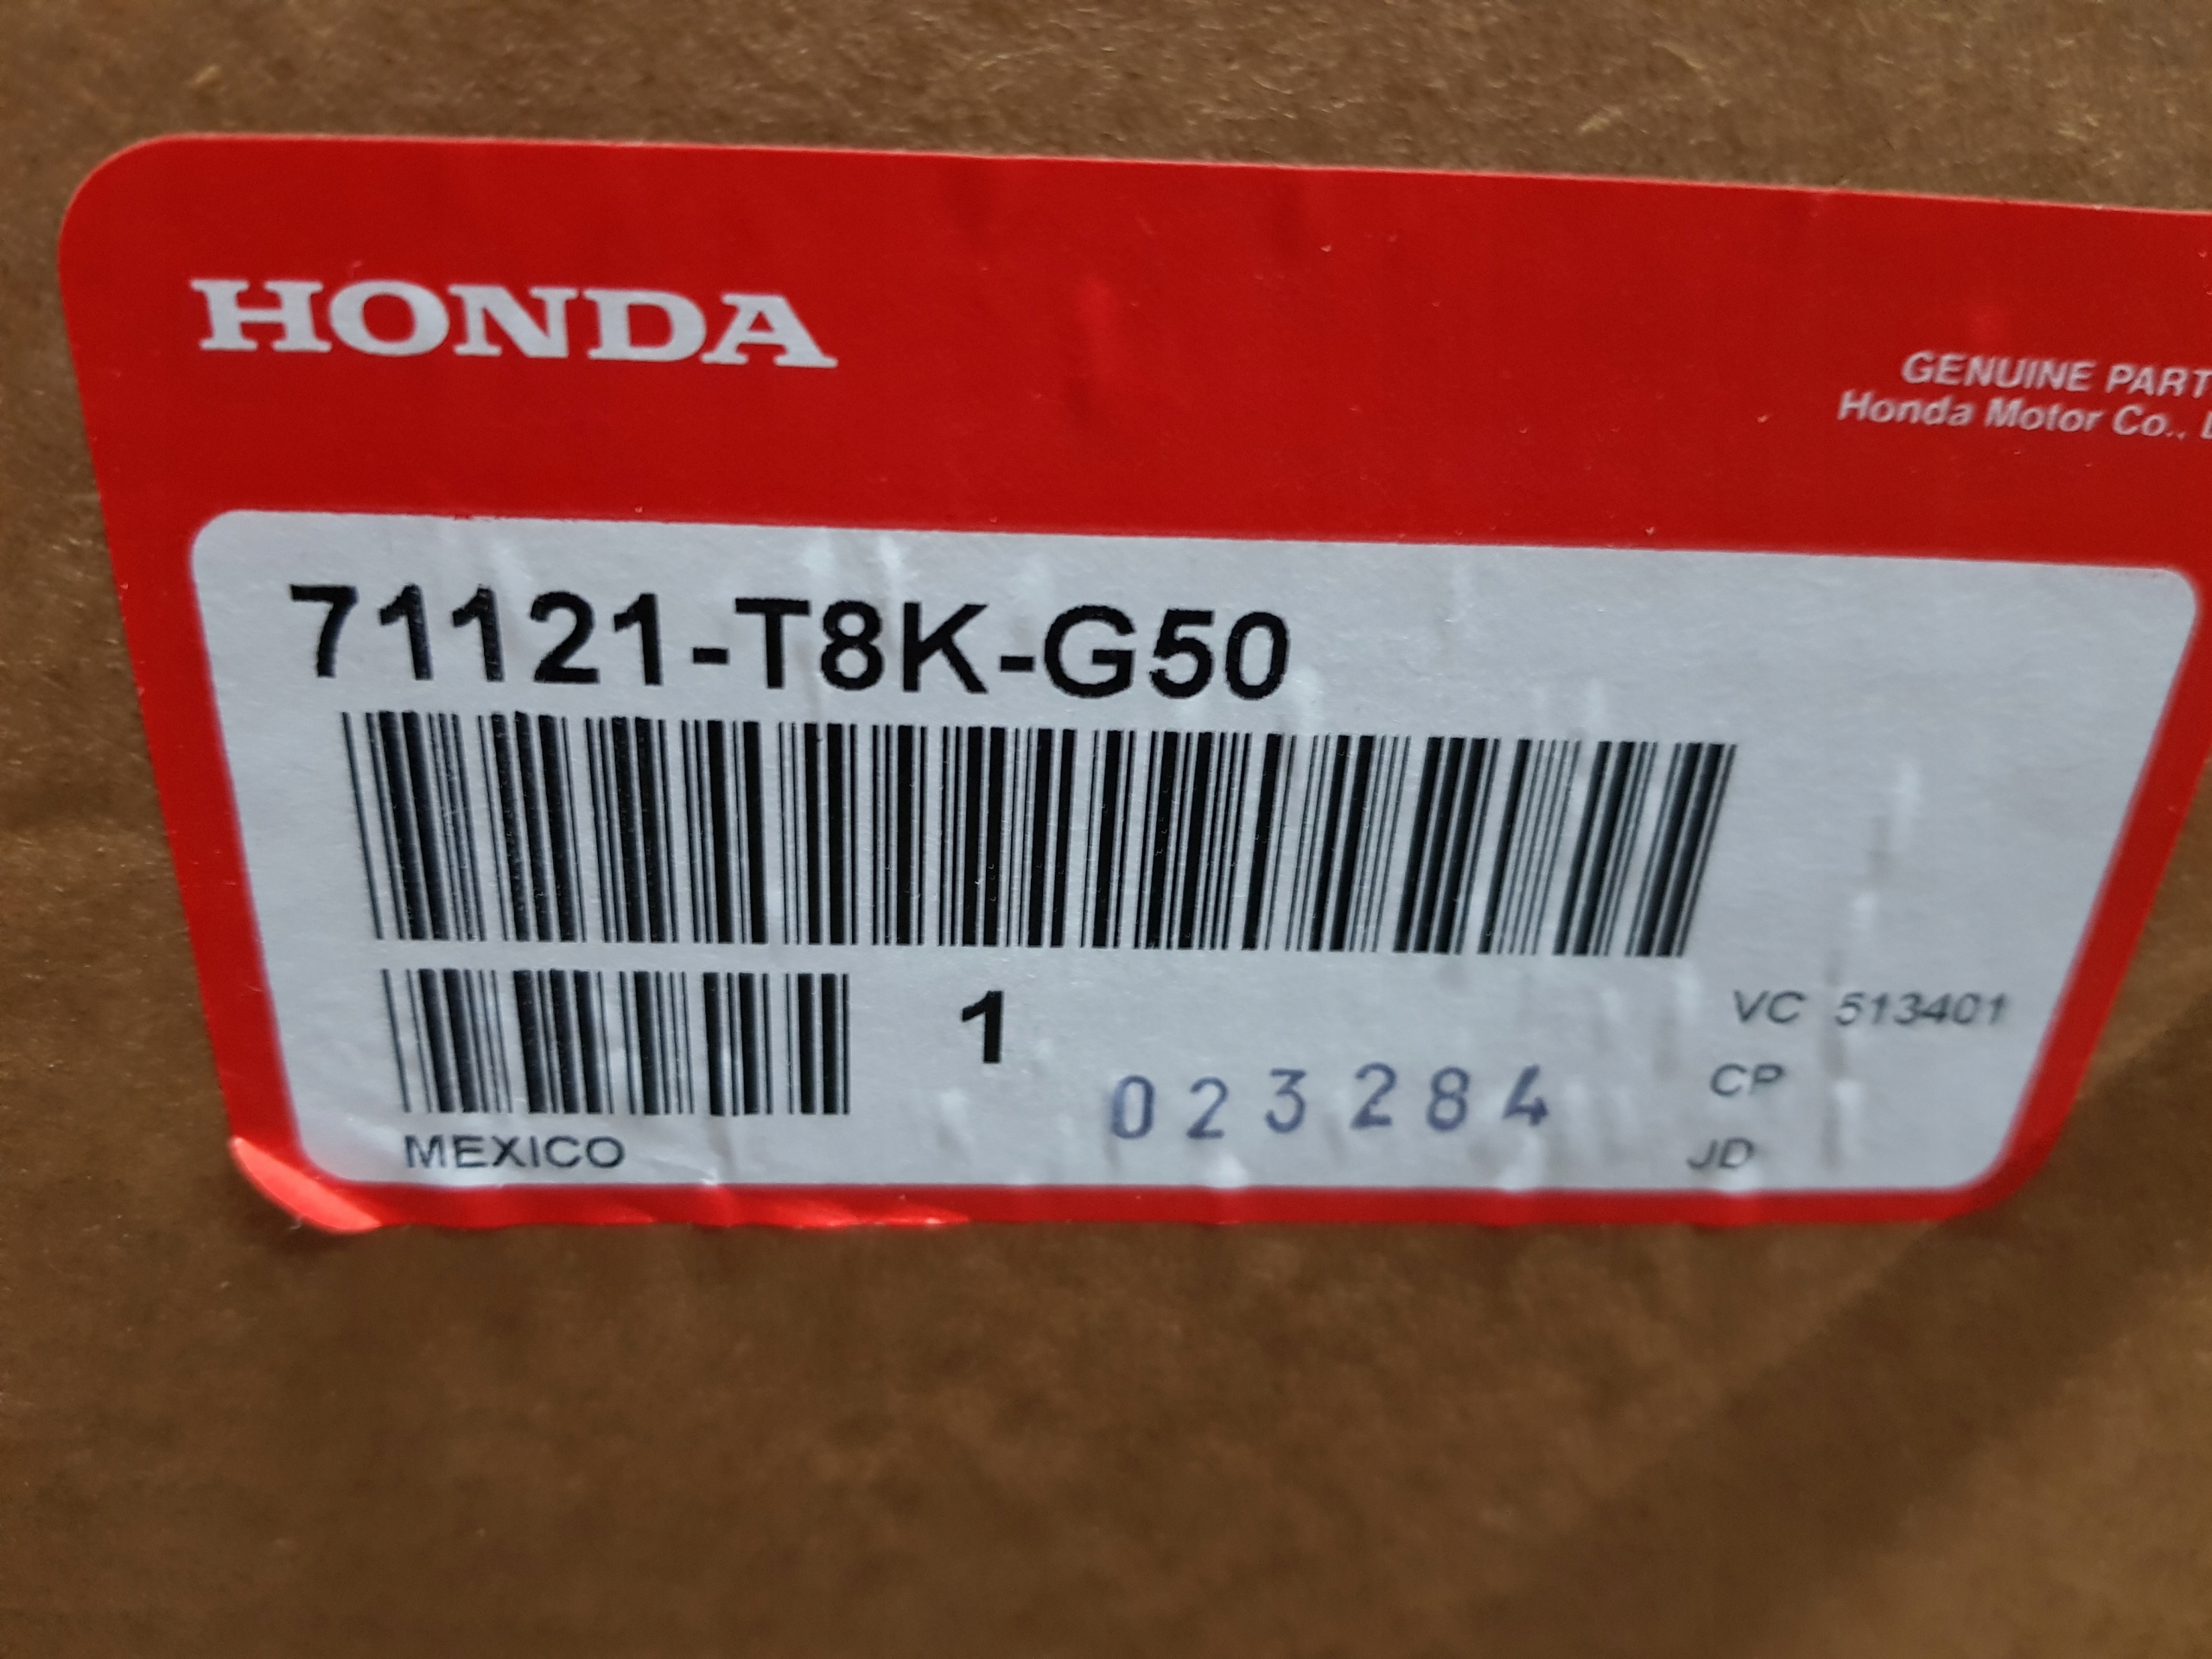 HONDA
GENUINE PART
Honda Motor Co.,
71121-T8K-G50
1
VC 513401
023284
CP
MEXICO
JD